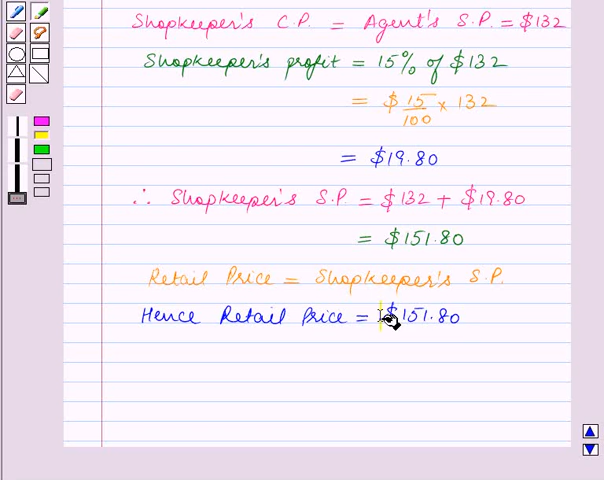 Shopkeeper's C.P. = Agent's S.P. = $132
Shopkeeper's profit = 15% of $132
= $ 15/100 × 132
= $19.80
∴ Shopkeeper's S.P. = $132 + $19.80
= $151.80
Retail Price = Shopkeeper's S.P.
Hence Retail Price = $151.80